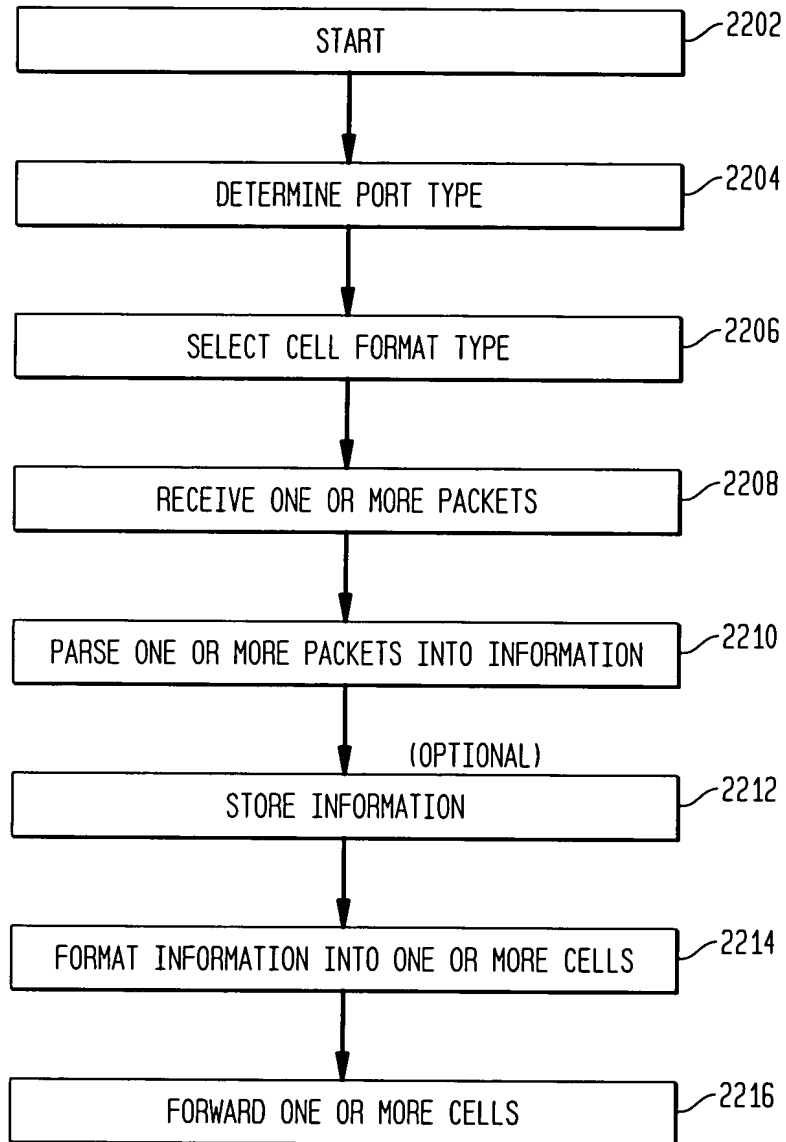 START 2202
DETERMINE PORT TYPE 2204
SELECT CELL FORMAT TYPE 2206
RECEIVE ONE OR MORE PACKETS 2208
PARSE ONE OR MORE PACKETS INTO INFORMATION 2210
(OPTIONAL)
STORE INFORMATION 2212
FORMAT INFORMATION INTO ONE OR MORE CELLS 2214
FORWARD ONE OR MORE CELLS 2216